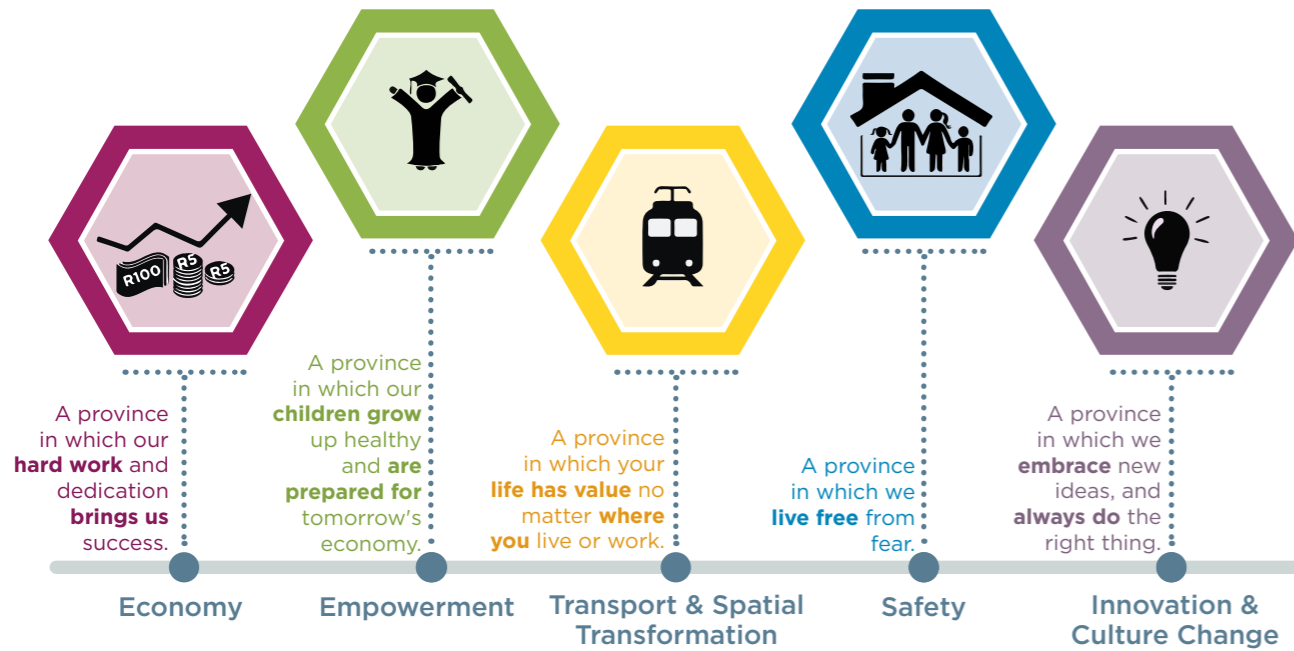 R100
R5
R5
A province
in which our
hard work and
dedication
brings us
success.
Economy
A province
in which our
children grow
up healthy
and are
prepared for
tomorrow's
economy.
Empowerment
A province
in which your
life has value no
matter where
you live or work.
Transport & Spatial
Transformation
A province
in which we
live free from
fear.
Safety
A province
in which we
embrace new
ideas, and
always do the
right thing.
Innovation &
Culture Change